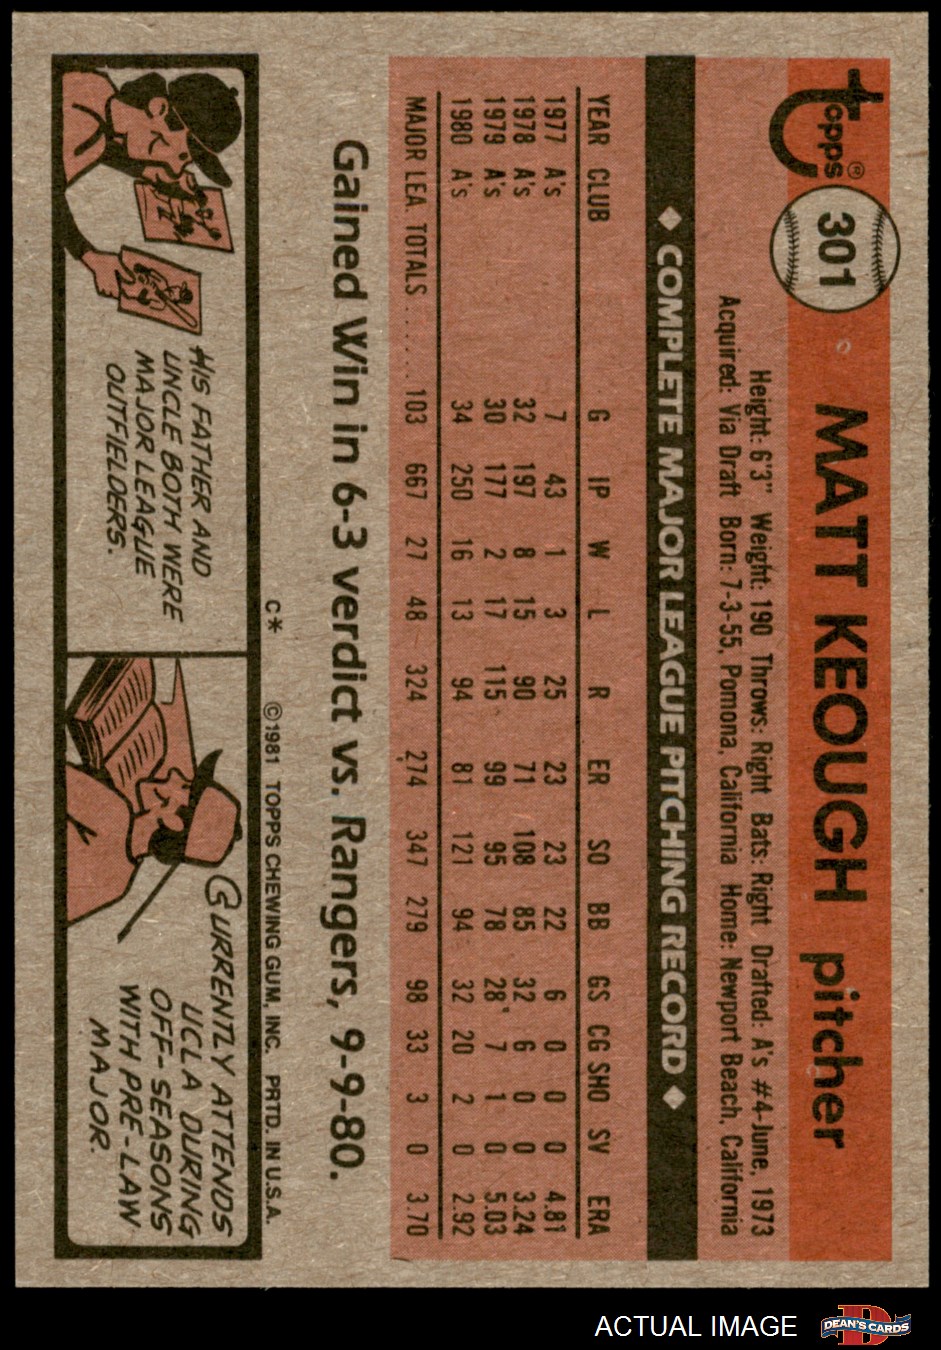 topps®
301
MATT KEOUGH pitcher
Height: 6'3" Weight: 190 Throws: Right Bats: Right Drafted: A's #4-June, 1973
Acquired: Via Draft Born: 7-3-55, Pomona, California Home: Newport Beach, California
◆ COMPLETE MAJOR LEAGUE PITCHING RECORD ◆
YEAR CLUB G IP W L R ER SO BB GS CG SHO SV ERA
1977 A's 7 43 1 3 25 23 23 22 6 0 0 0 4.81
1978 A's 32 197 8 15 90 71 108 85 32 6 0 0 3.24
1979 A's 30 177 2 17 115 99 95 78 28 7 1 0 5.03
1980 A's 34 250 16 13 94 81 121 94 32 20 2 0 2.92
MAJOR LEA. TOTALS ...... 103 667 27 48 324 274 347 279 98 33 3 0 3.70
Gained Win in 6-3 verdict vs. Rangers, 9-9-80.
C* ©1981 TOPPS CHEWING GUM, INC. PRTD. IN U.S.A.
HIS FATHER AND
UNCLE BOTH WERE
MAJOR LEAGUE
OUTFIELDERS.
CURRENTLY ATTENDS
UCLA DURING
OFF-SEASONS
WITH PRE-LAW
MAJOR.
ACTUAL IMAGE
DEAN'S CARDS